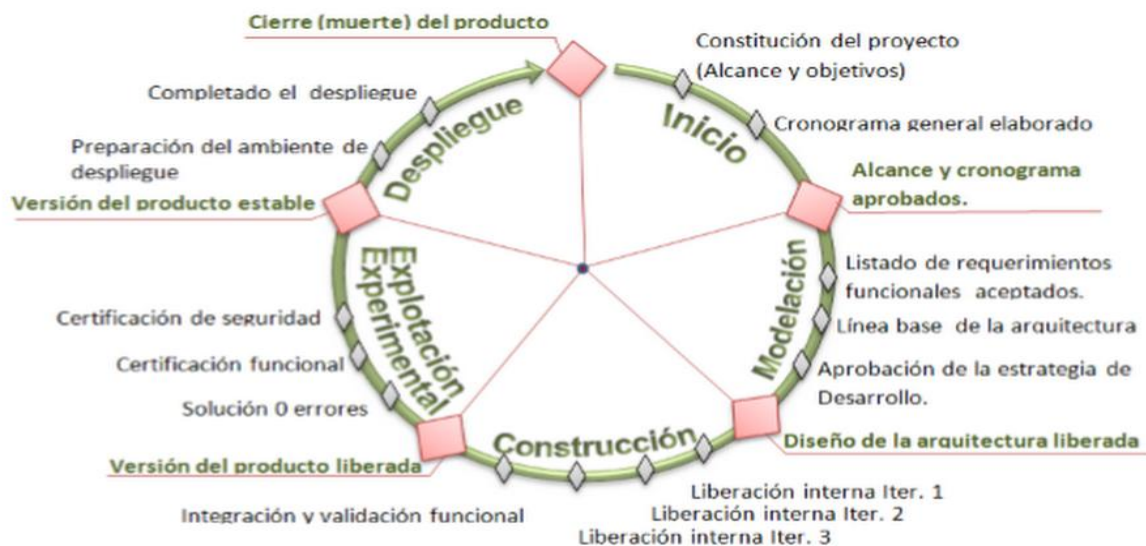 Cierre (muerte) del producto
Constitución del proyecto
(Alcance y objetivos)
Inicio
Cronograma general elaborado
Alcance y cronograma
aprobados.
Modelación
Listado de requerimientos
funcionales aceptados.
Línea base de la arquitectura
Aprobación de la estrategia de
Desarrollo.
Diseño de la arquitectura liberada
Construcción
Liberación interna Iter. 1
Liberación interna Iter. 2
Liberación interna Iter. 3
Integración y validación funcional
Versión del producto liberada
Explotación
Experimental
Solución 0 errores
Certificación funcional
Certificación de seguridad
Versión del producto estable
Despliegue
Preparación del ambiente de
despliegue
Completado el despliegue